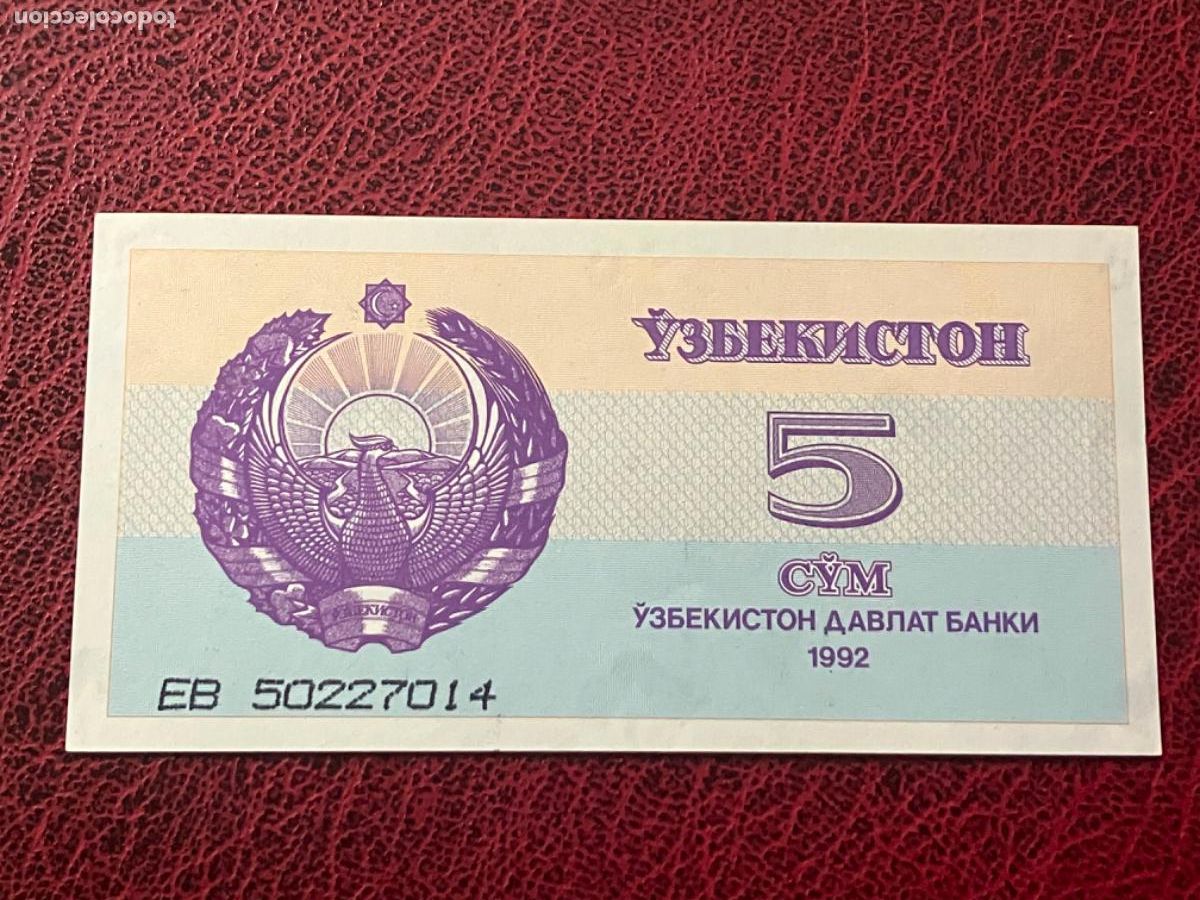 todocoleccion
ЎЗБЕКИСТОН
5
СЎМ
ЎЗБЕКИСТОН ДАВЛАТ БАНКИ
1992
ЎЗБЕКИСТОН
EB 50227014